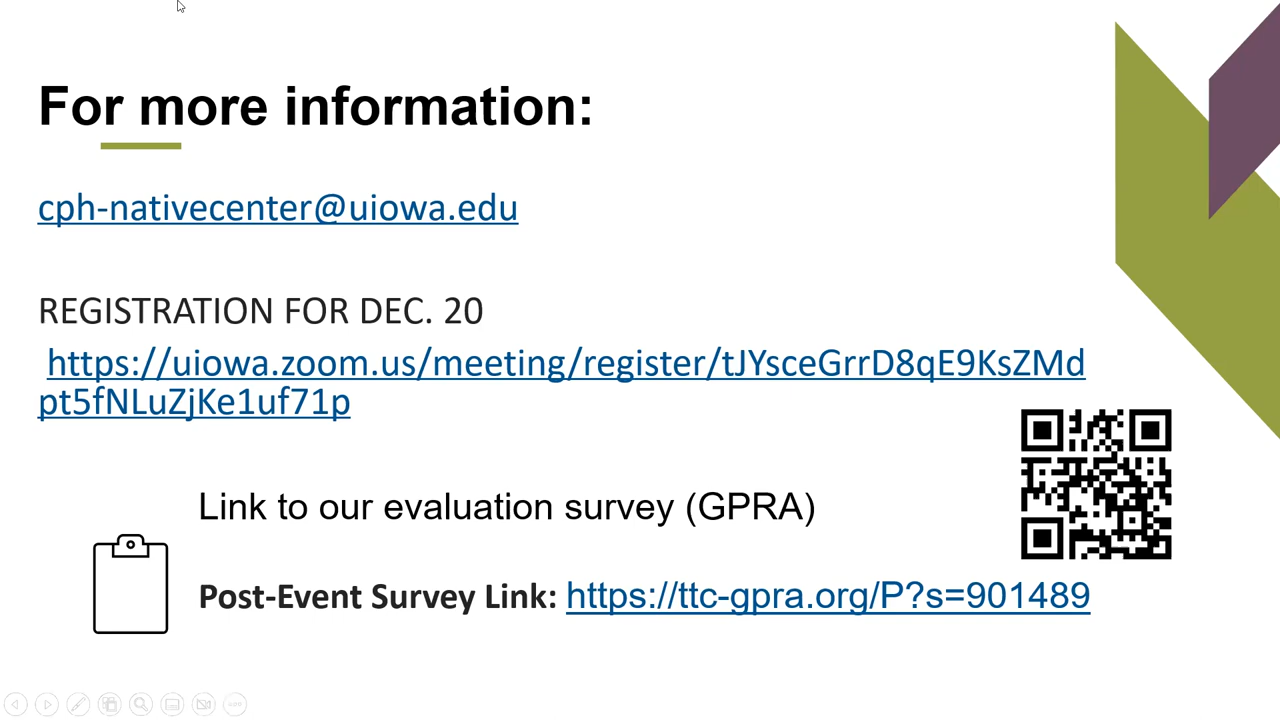 For more information:
cph-nativecenter@uiowa.edu
REGISTRATION FOR DEC. 20
https://uiowa.zoom.us/meeting/register/tJYsceGrrD8qE9KsZMd
pt5fNLuZjKe1uf71p
Link to our evaluation survey (GPRA)
Post-Event Survey Link: https://ttc-gpra.org/P?s=901489